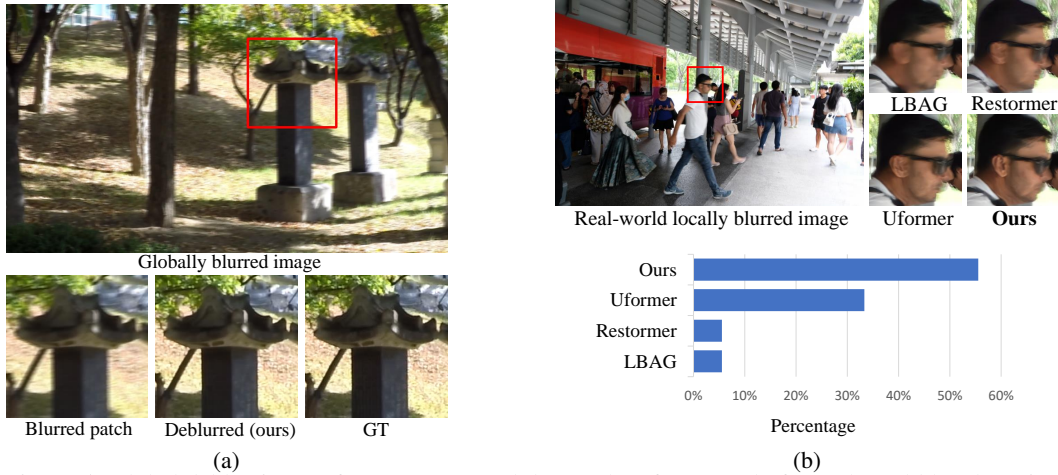 Globally blurred image
Blurred patch
Deblurred (ours)
GT
(a)
LBAG
Restormer
Real-world locally blurred image
Uformer
Ours
Ours
Uformer
Restormer
LBAG
0%
10%
20%
30%
40%
50%
60%
Percentage
(b)